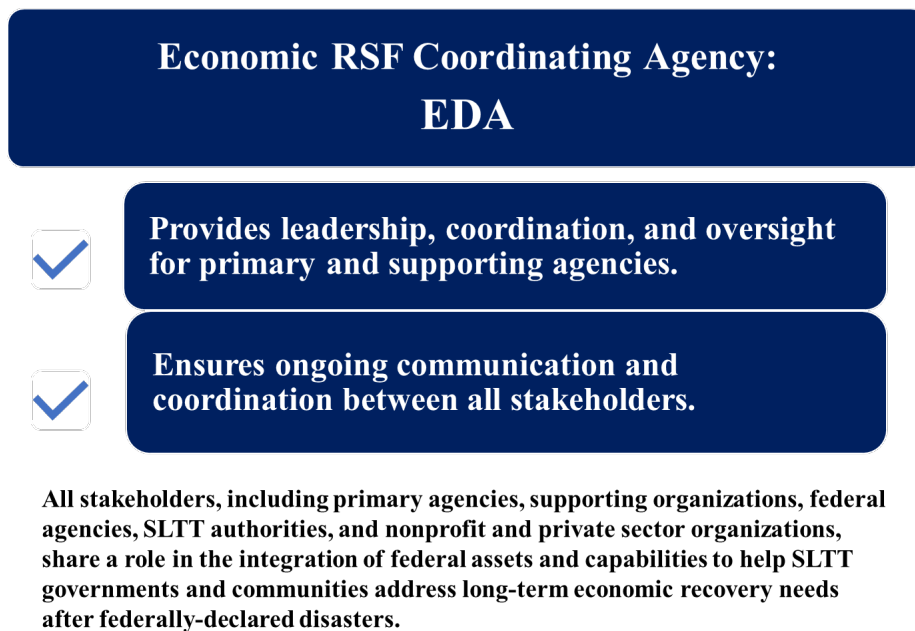 Economic RSF Coordinating Agency:
EDA
Provides leadership, coordination, and oversight
for primary and supporting agencies.
Ensures ongoing communication and
coordination between all stakeholders.
All stakeholders, including primary agencies, supporting organizations, federal
agencies, SLTT authorities, and nonprofit and private sector organizations,
share a role in the integration of federal assets and capabilities to help SLTT
governments and communities address long-term economic recovery needs
after federally-declared disasters.